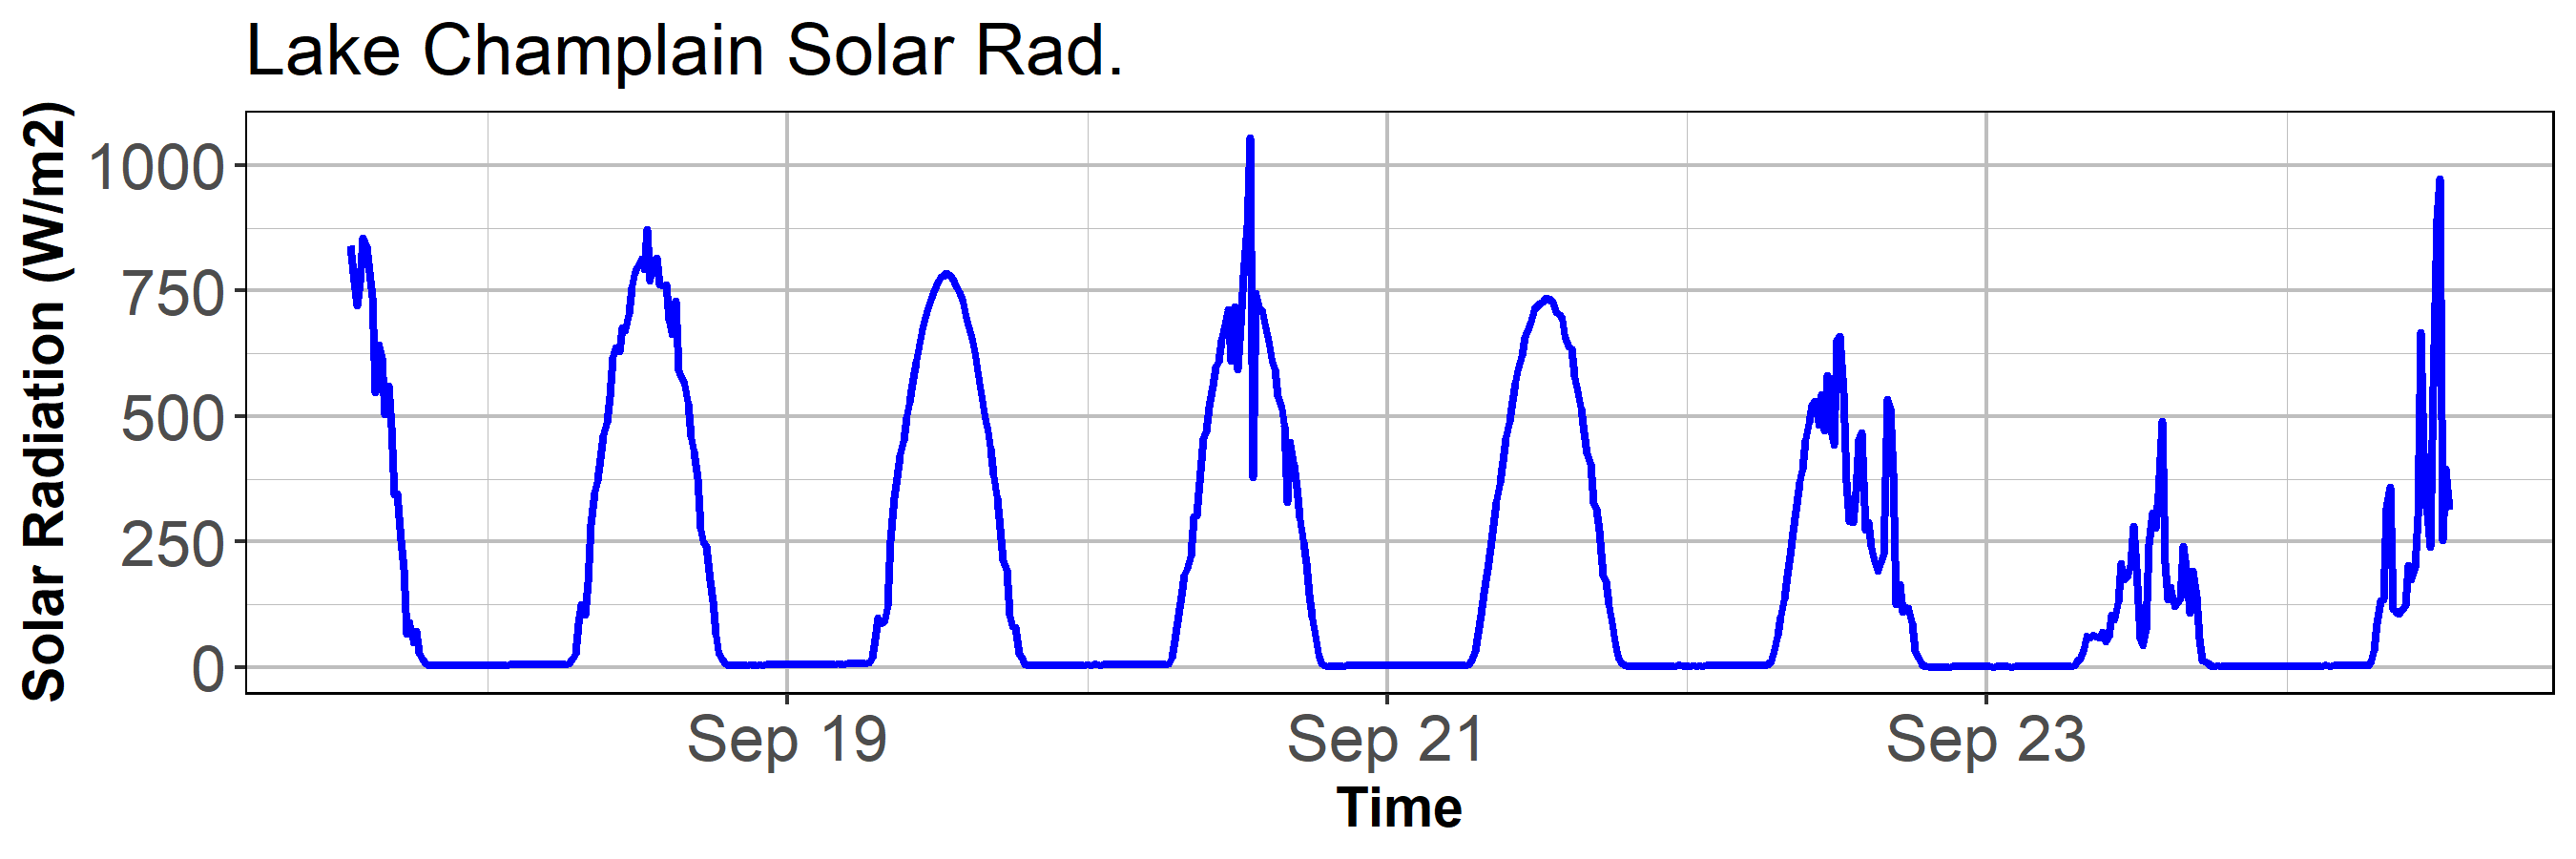 Lake Champlain Solar Rad.
Solar Radiation (W/m2)
1000
750
500
250
0
Sep 19
Sep 21
Sep 23
Time